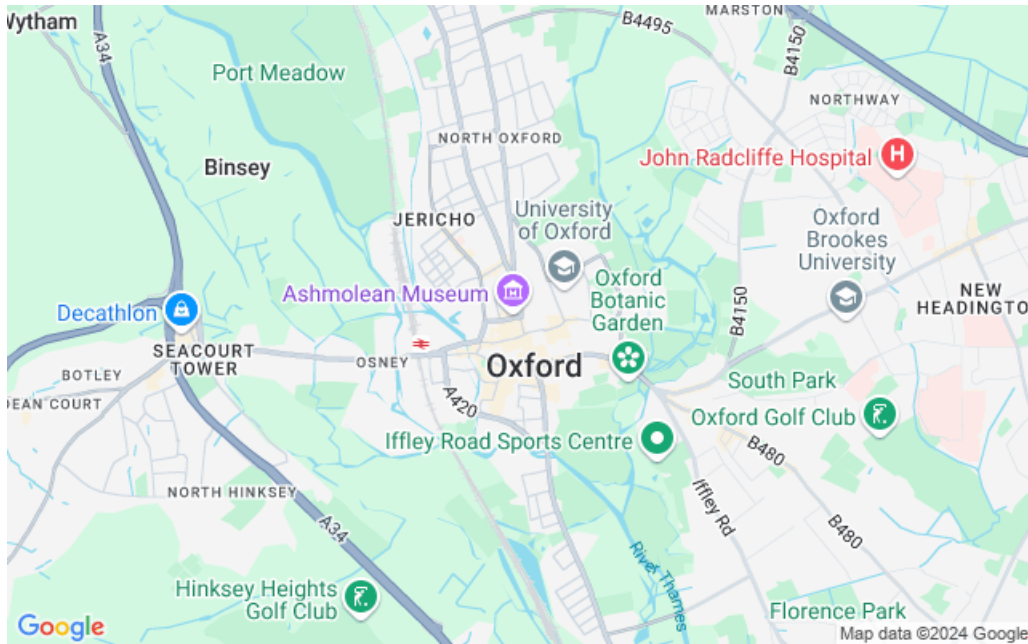 Wytham
A34
B4495
MARSTON
B4150
Port Meadow
NORTHWAY
NORTH OXFORD
John Radcliffe Hospital
H
Binsey
JERICHO
University
of Oxford
Oxford
Brookes
University
Ashmolean Museum
Oxford
Botanic
Garden
Decathlon
NEW
HEADINGTO
B4150
SEACOURT
TOWER
OSNEY
Oxford
BOTLEY
DEAN COURT
A420
South Park
Oxford Golf Club
Iffley Road Sports Centre
B480
Iffley Rd
NORTH HINKSEY
A34
B480
River Thames
Hinksey Heights
Golf Club
Florence Park
Google
Map data ©2024 Google